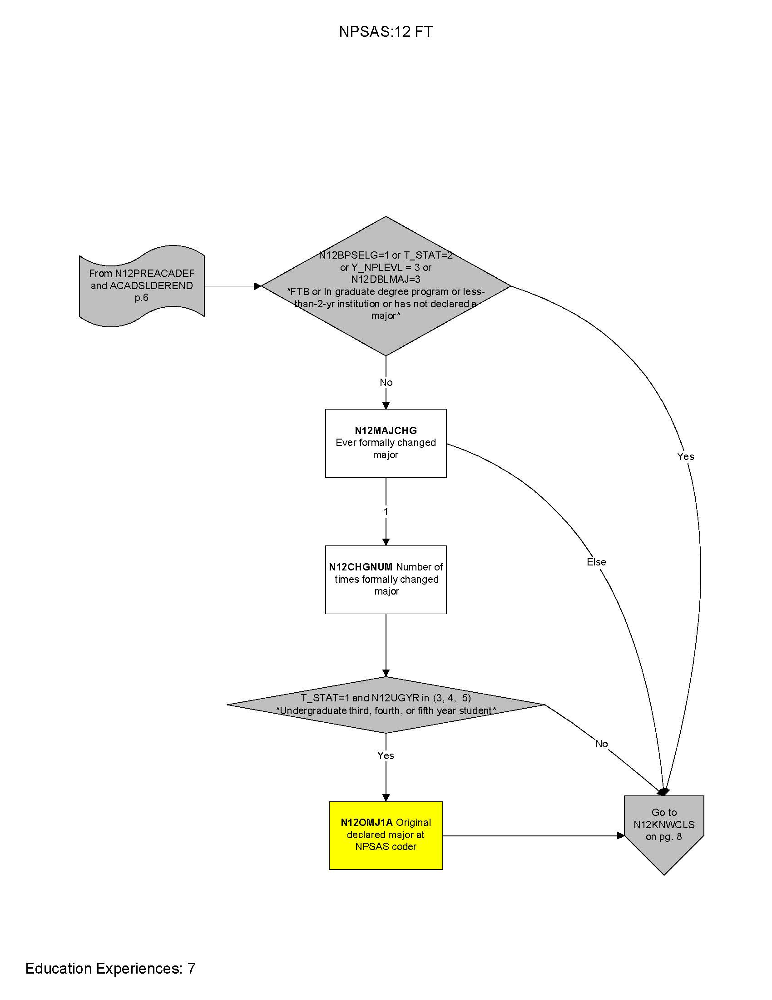 NPSAS:12 FT
From N12PREACADEF
and ACADSLDEREND
p.6
N12BPSELG=1 or T_STAT=2
or Y_NPLEVL = 3 or
N12DBLMAJ=3
*FTB or In graduate degree program or less-
than-2-yr institution or has not declared a
major*
No
Yes
N12MAJCHG
Ever formally changed
major
1
Else
N12CHGNUM Number of
times formally changed
major
T_STAT=1 and N12UGYR in (3, 4,  5)
*Undergraduate third, fourth, or fifth year student*
No
Yes
N12OMJ1A Original
declared major at
NPSAS coder
Go to
N12KNWCLS
on pg. 8
Education Experiences: 7